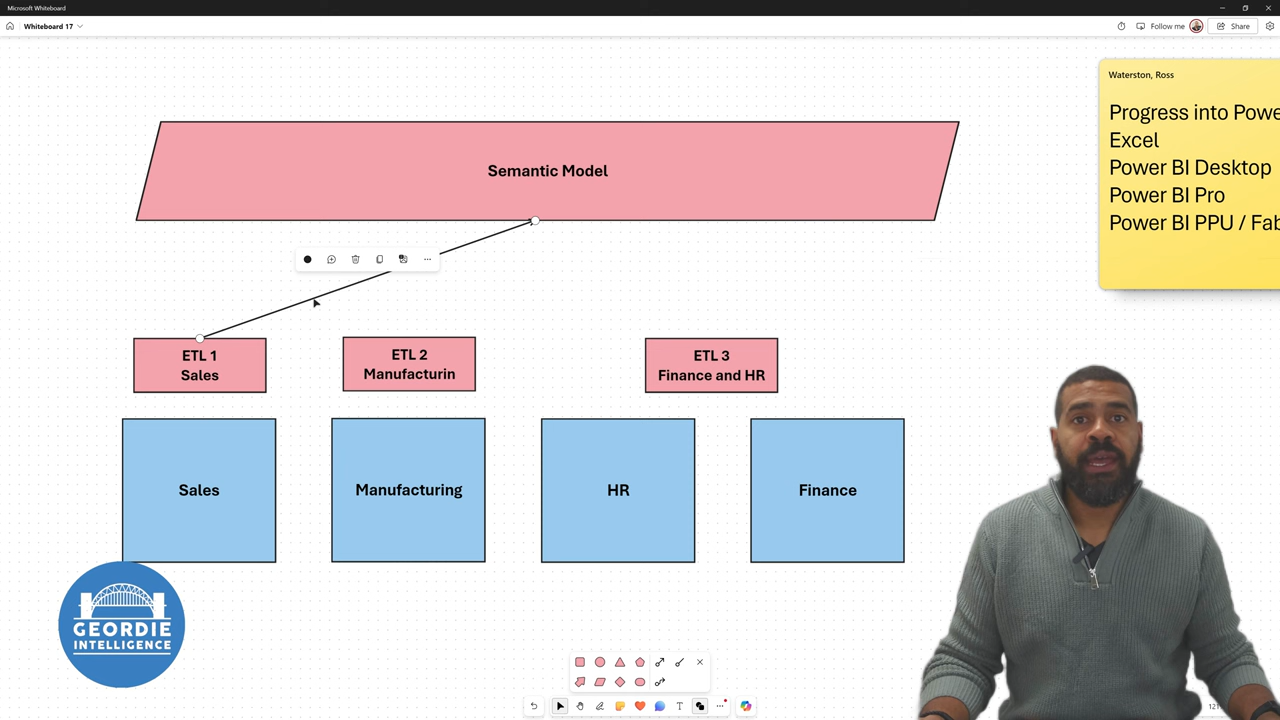 Microsoft Whiteboard
Whiteboard 17
Follow me
Share
Waterston, Ross
Progress into Powe
Excel
Power BI Desktop
Power BI Pro
Power BI PPU / Fab
Semantic Model
ETL 1
Sales
ETL 2
Manufacturin
ETL 3
Finance and HR
Sales
Manufacturing
HR
Finance
GEORDIE
INTELLIGENCE